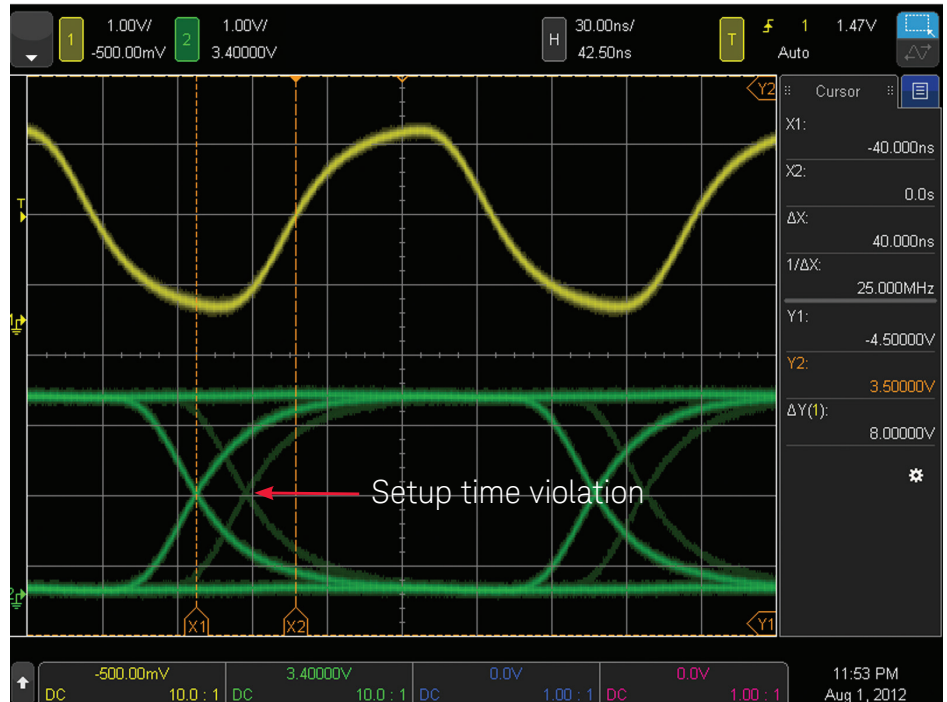 1 1.00V/ 2 1.00V/ H 30.00ns/ T 1 1.47V
-500.00mV 3.40000V 42.50ns Auto
Y2 Cursor
X1:
-40.000ns
X2:
0.0s
T
ΔX:
40.000ns
1/ΔX:
25.000MHz
Y1:
1
-4.50000V
Y2:
3.50000V
ΔY(1):
8.00000V
Setup time violation
2
X1 X2 Y1
-500.00mV 3.40000V 0.0V 0.0V 11:53 PM
DC 10.0 : 1 DC 10.0 : 1 DC 1.00 : 1 DC 1.00 : 1 Aug 1, 2012